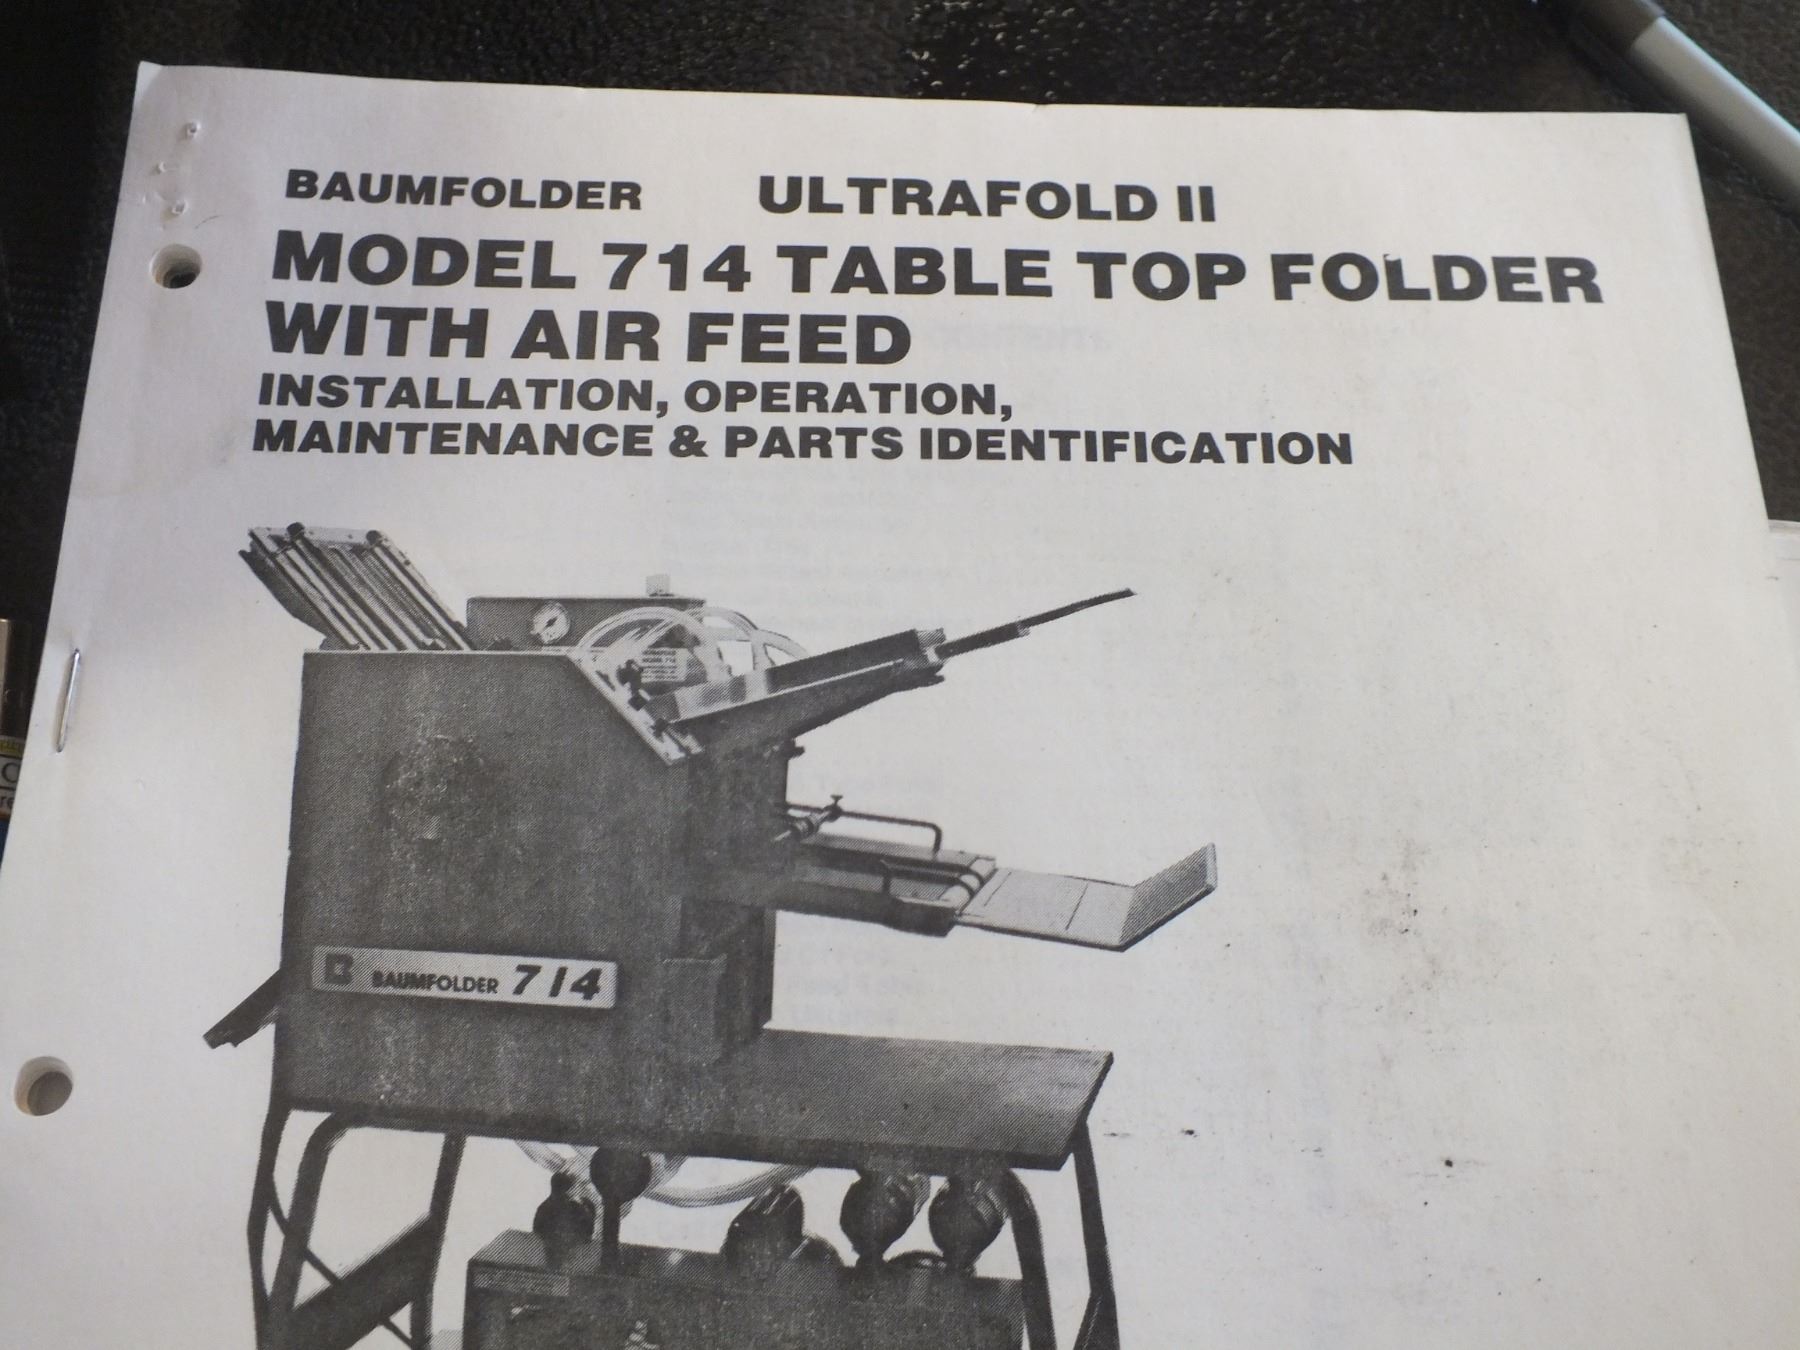 BAUMFOLDER ULTRAFOLD II
MODEL 714 TABLE TOP FOLDER
WITH AIR FEED
INSTALLATION, OPERATION,
MAINTENANCE & PARTS IDENTIFICATION
B BAUMFOLDER 714